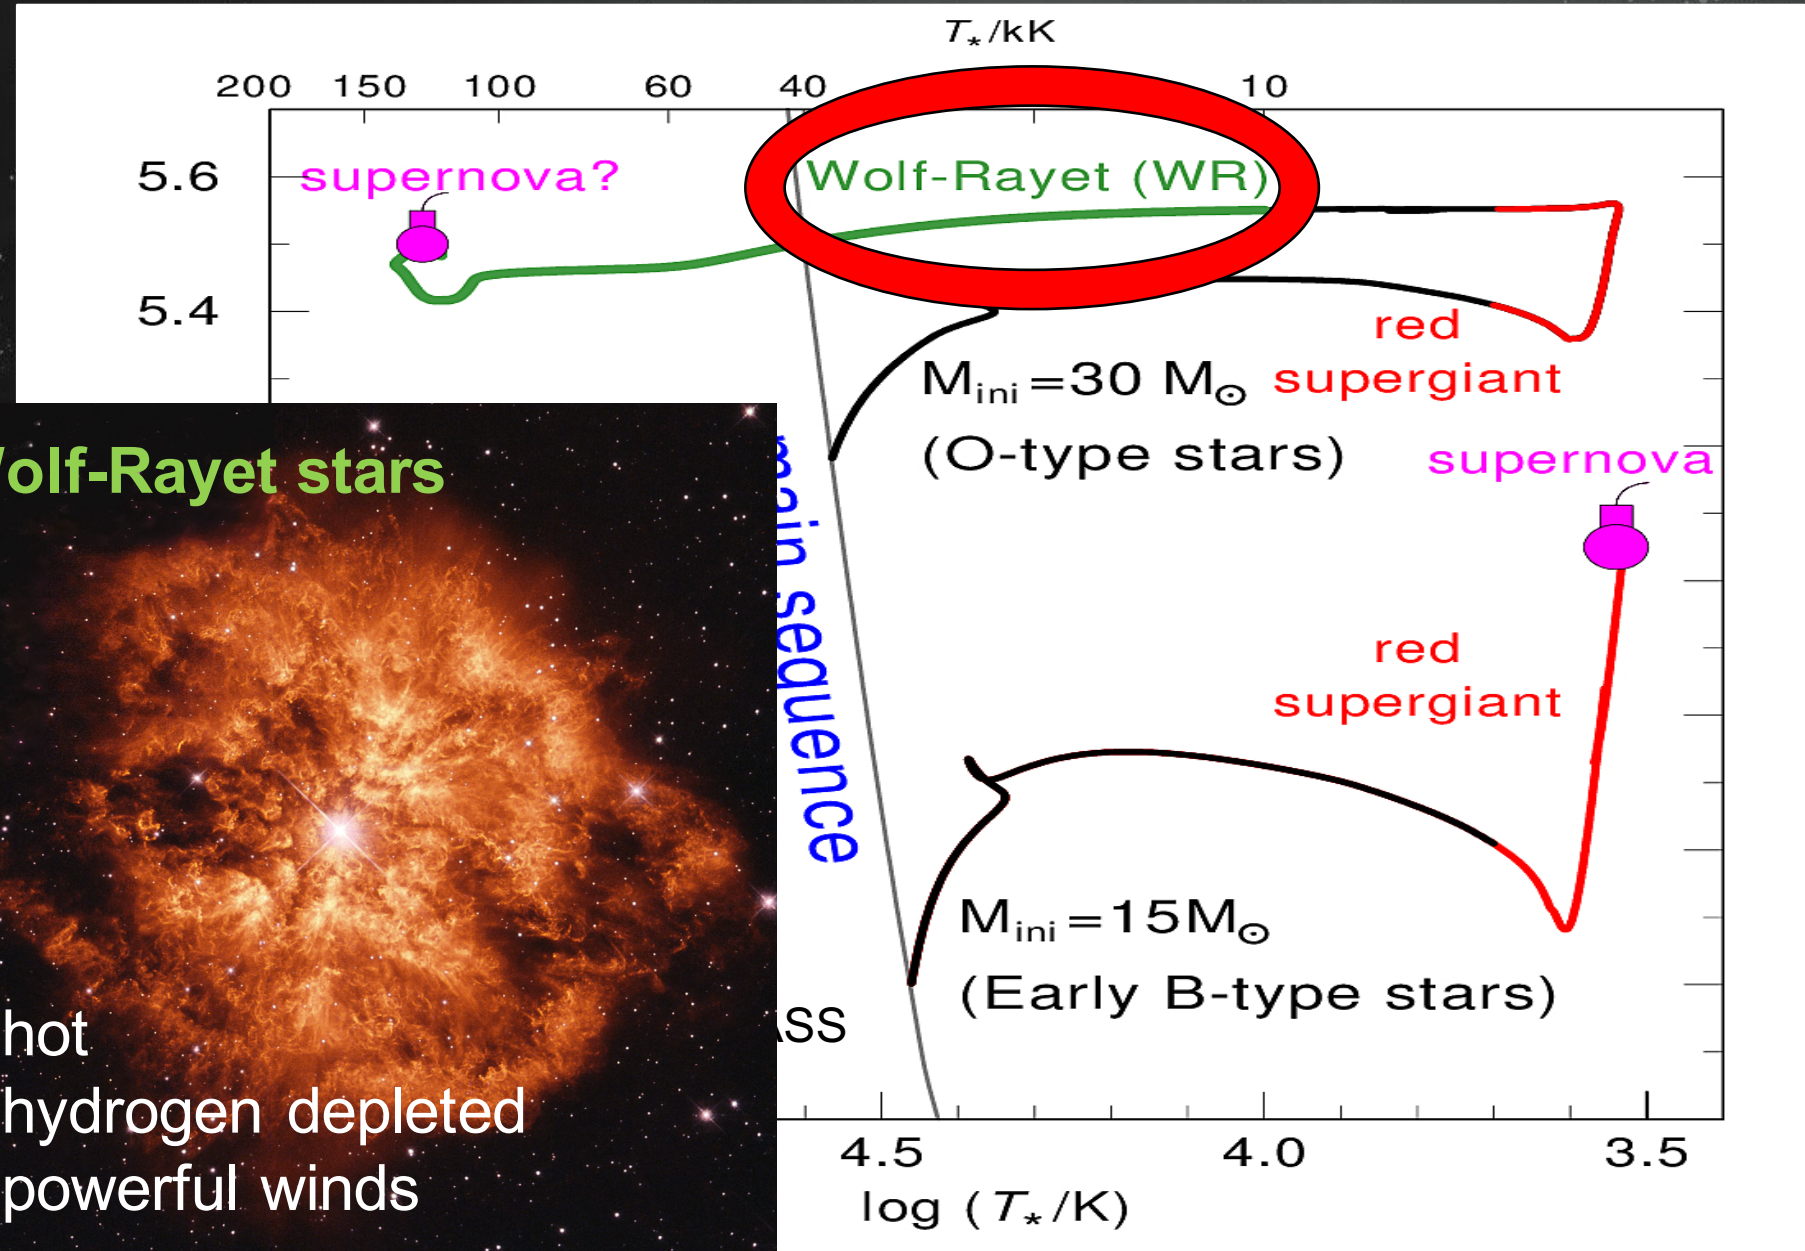 T*/kK
200 150 100 60 40 10
5.6
supernova?
Wolf-Rayet (WR)
5.4
red
supergiant
Mini=30 M⊙
(O-type stars)
supernova
olf-Rayet stars
main sequence
red
supergiant
Mini=15M⊙
(Early B-type stars)
ASS
hot
hydrogen depleted
powerful winds
4.5 4.0 3.5
log (T*/K)